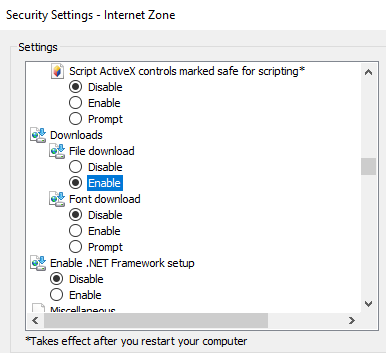 Security Settings - Internet Zone
Settings
Script ActiveX controls marked safe for scripting*
Disable
Enable
Prompt
Downloads
File download
Disable
Enable
Font download
Disable
Enable
Prompt
Enable .NET Framework setup
Disable
Enable
Miscellaneous
*Takes effect after you restart your computer